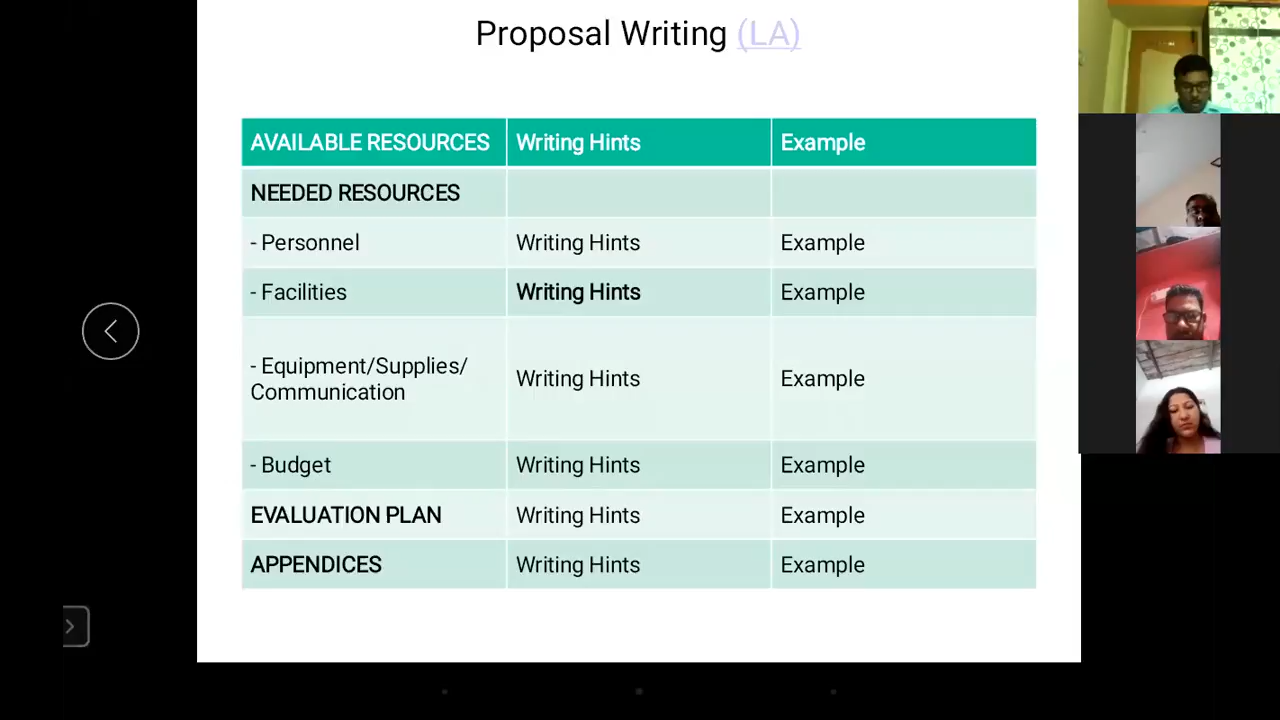 Proposal Writing (LA)
AVAILABLE RESOURCES Writing Hints Example
NEEDED RESOURCES
- Personnel Writing Hints Example
- Facilities Writing Hints Example
- Equipment/Supplies/
Communication Writing Hints Example
- Budget Writing Hints Example
EVALUATION PLAN Writing Hints Example
APPENDICES Writing Hints Example